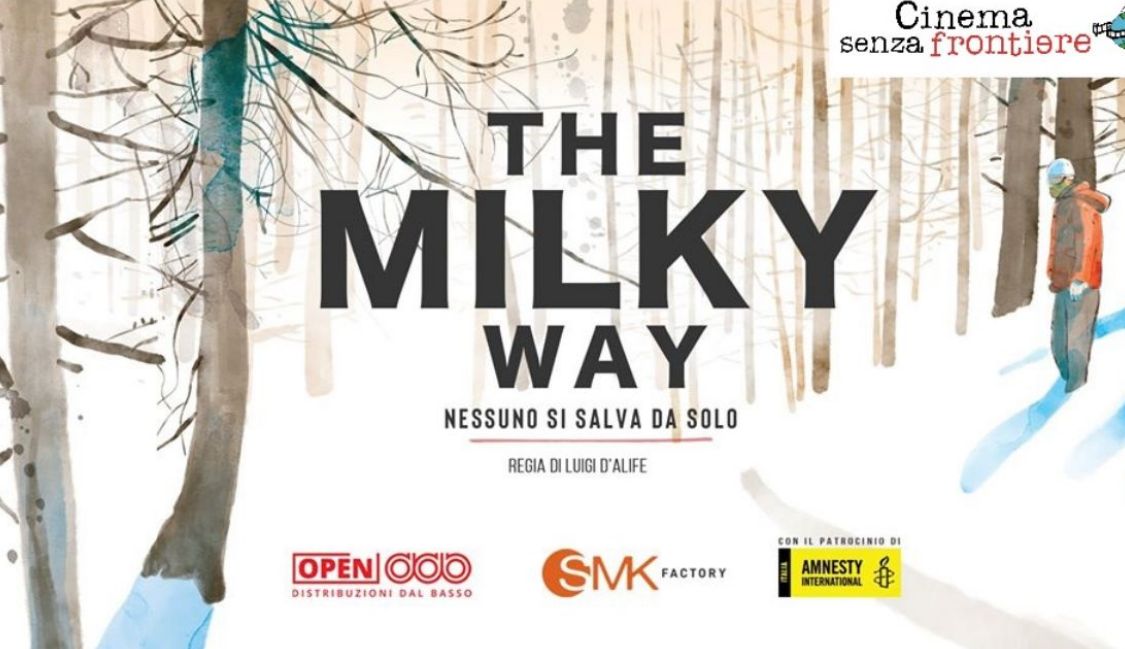 Cinema
senza frontiere
THE
MILKY
WAY
NESSUNO SI SALVA DA SOLO
REGIA DI LUIGI D'ALIFE
OPEN DDB
DISTRIBUZIONI DAL BASSO
SMK FACTORY
CON IL PATROCINIO DI
ITALIA
AMNESTY
INTERNATIONAL